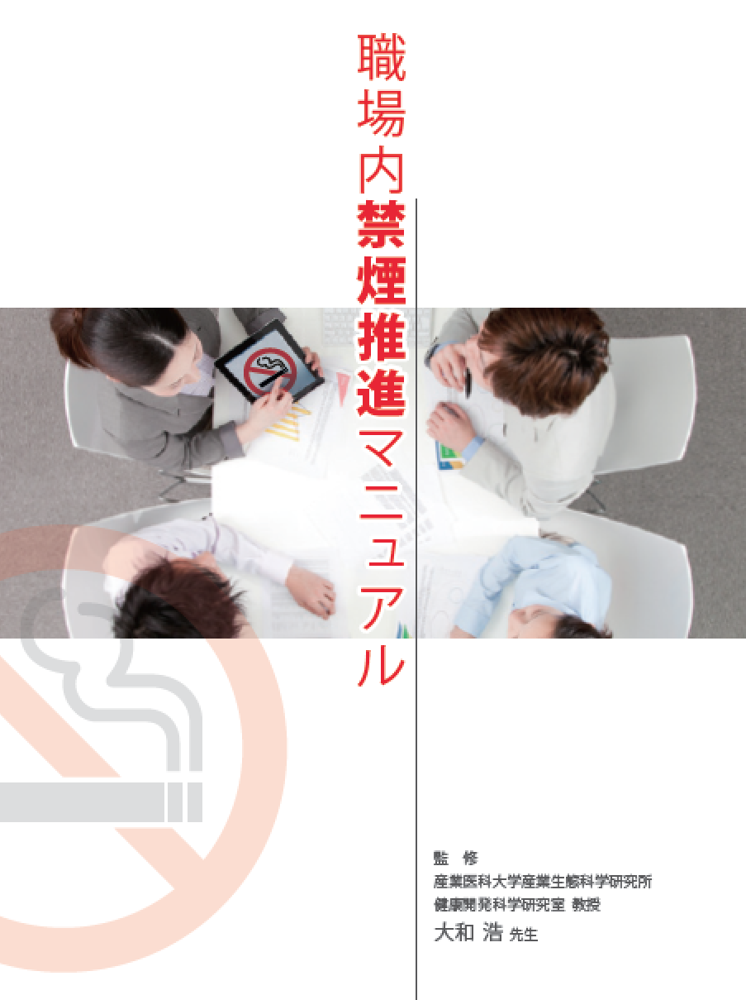 職場内禁煙推進マニュアル
監　修
産業医科大学産業生態科学研究所
健康開発科学研究室 教授
大和 浩 先生